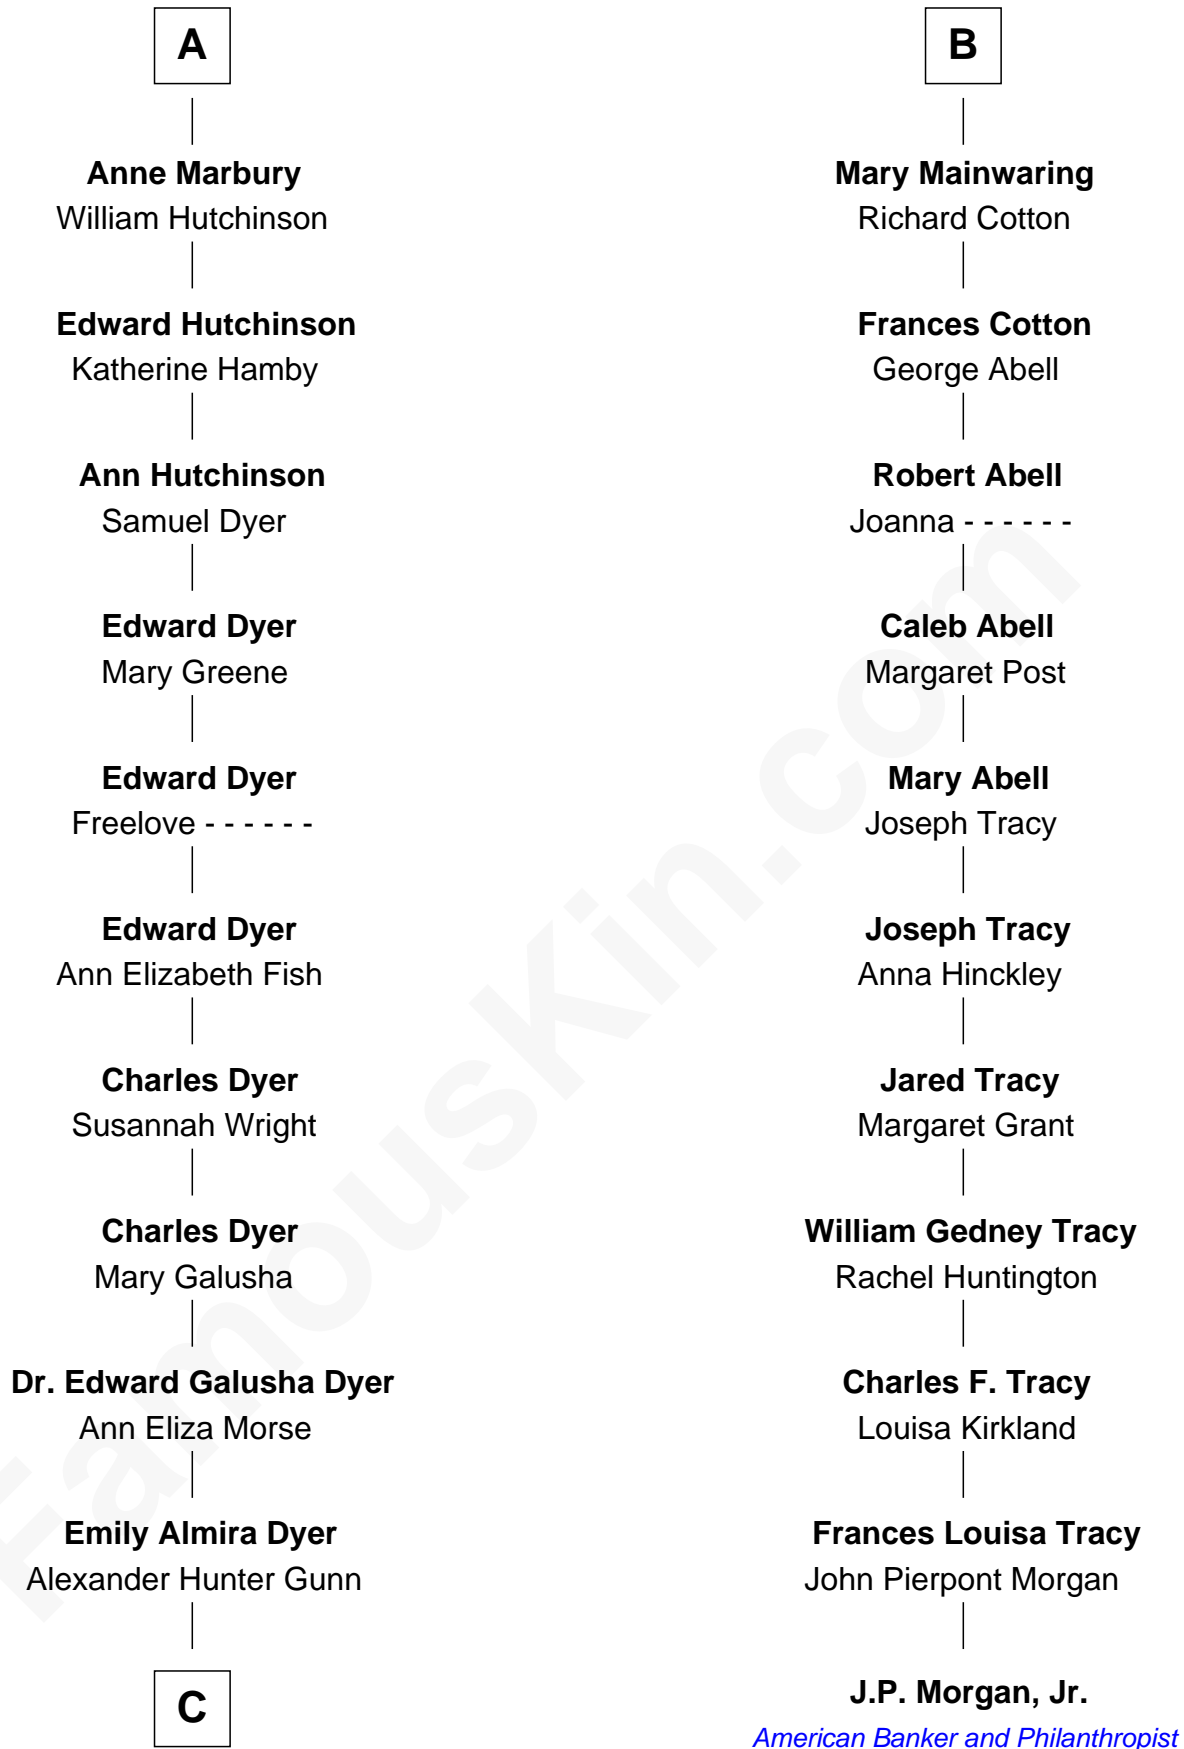 A
Anne Marbury
William Hutchinson
Edward Hutchinson
Katherine Hamby
Ann Hutchinson
Samuel Dyer
Edward Dyer
Mary Greene
Edward Dyer
Freelove - - - - - -
Edward Dyer
Ann Elizabeth Fish
Charles Dyer
Susannah Wright
Charles Dyer
Mary Galusha
Dr. Edward Galusha Dyer
Ann Eliza Morse
Emily Almira Dyer
Alexander Hunter Gunn
C
B
Mary Mainwaring
Richard Cotton
Frances Cotton
George Abell
Robert Abell
Joanna - - - - - -
Caleb Abell
Margaret Post
Mary Abell
Joseph Tracy
Joseph Tracy
Anna Hinckley
Jared Tracy
Margaret Grant
William Gedney Tracy
Rachel Huntington
Charles F. Tracy
Louisa Kirkland
Frances Louisa Tracy
John Pierpont Morgan
J.P. Morgan, Jr.
American Banker and Philanthropist
FamousKin.com